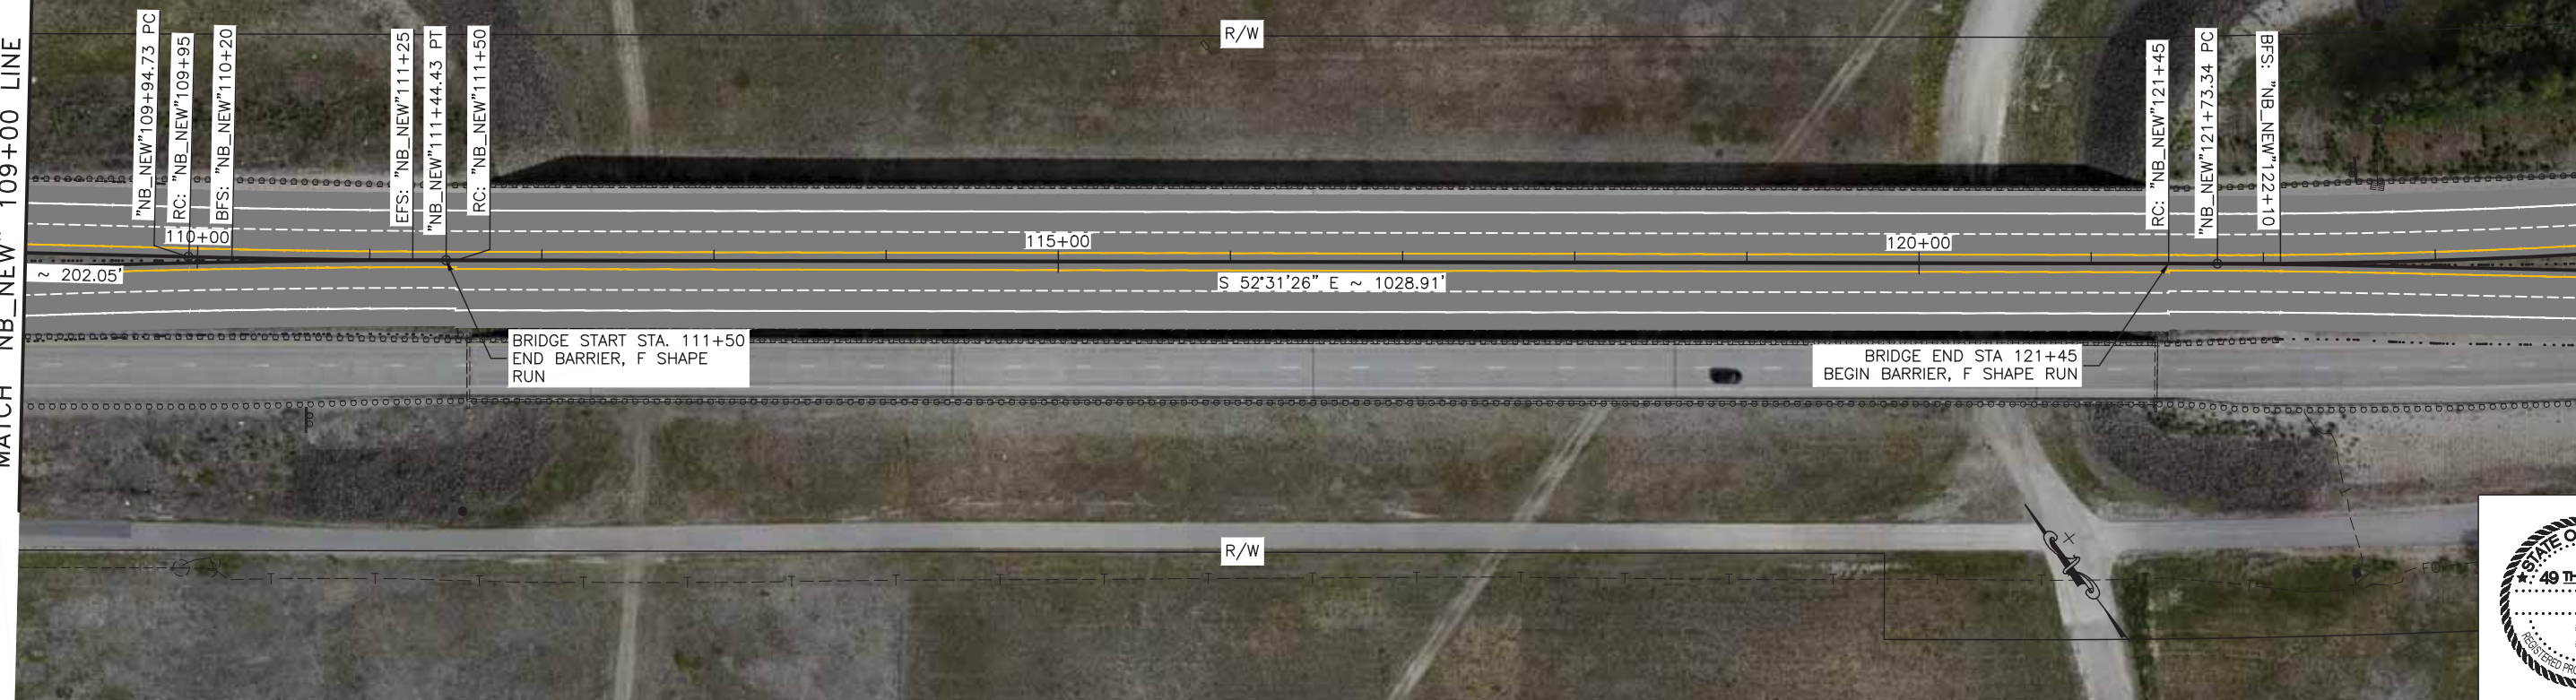 MATCH "NB_NEW" 109+00 LINE
"NB_NEW"109+94.73 PC
RC: "NB_NEW"109+95
BFS: "NB_NEW"110+20
EFS: "NB_NEW"111+25
"NB_NEW"111+44.43 PT
RC: "NB_NEW"111+50
R/W
RC: "NB_NEW"121+45
"NB_NEW"121+73.34 PC
BFS: "NB_NEW"122+10
110+00
115+00
120+00
~ 202.05'
S 52°31'26" E ~ 1028.91'
BRIDGE START STA. 111+50
END BARRIER, F SHAPE
RUN
BRIDGE END STA 121+45
BEGIN BARRIER, F SHAPE RUN
R/W
T T T T T T T T T T T T T
FO
STATE O
49 TH
REGISTERED PRO